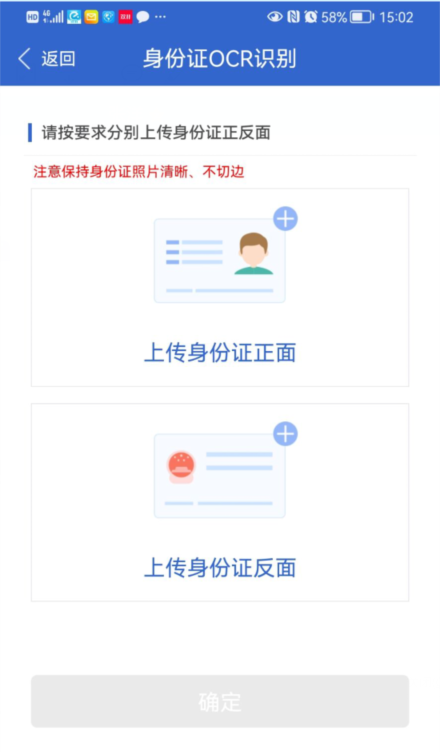 HD 4G 58% 15:02
返回 身份证OCR识别
请按要求分别上传身份证正反面
注意保持身份证照片清晰、不切边
上传身份证正面
上传身份证反面
确定